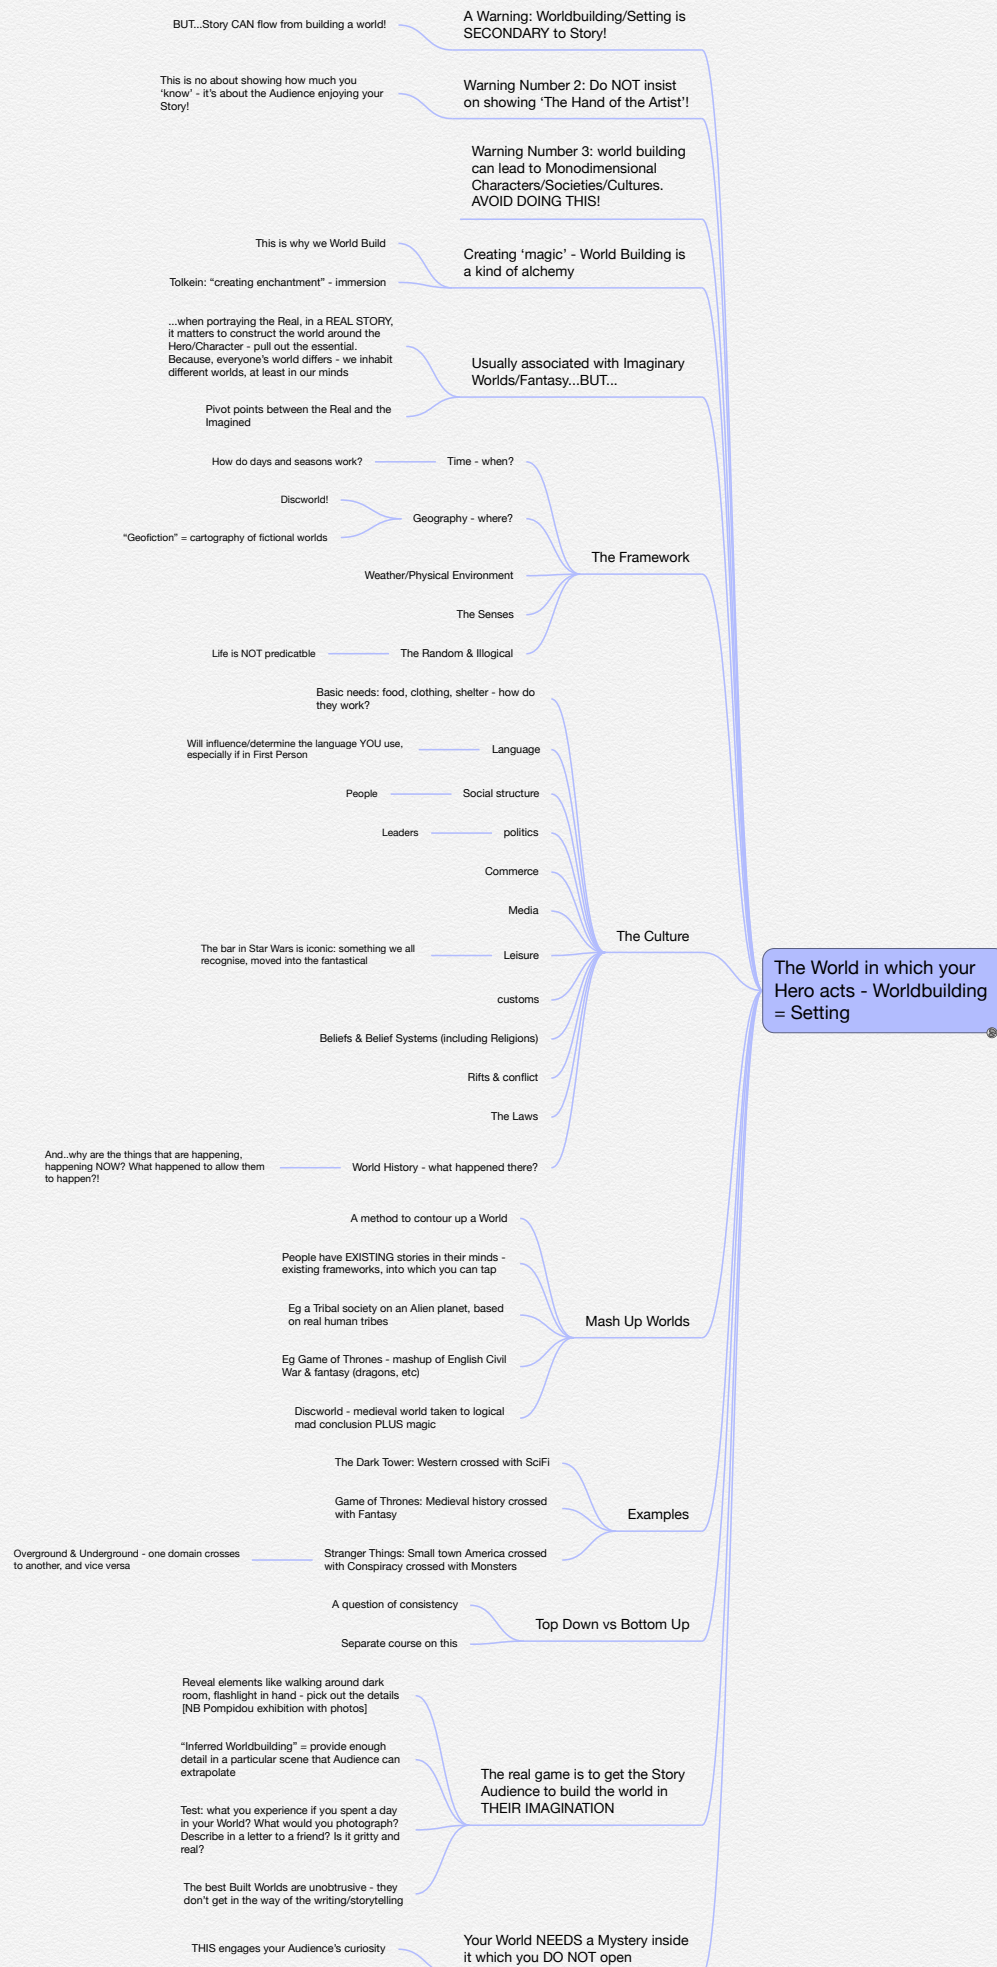 The World in which your
Hero acts - Worldbuilding
= Setting
A Warning: Worldbuilding/Setting is
SECONDARY to Story!
BUT...Story CAN flow from building a world!
Warning Number 2: Do NOT insist
on showing ‘The Hand of the Artist’!
This is no about showing how much you
‘know’ - it’s about the Audience enjoying your
Story!
Warning Number 3: world building
can lead to Monodimensional
Characters/Societies/Cultures.
AVOID DOING THIS!
Creating ‘magic’ - World Building is
a kind of alchemy
This is why we World Build
Tolkein: “creating enchantment” - immersion
Usually associated with Imaginary
Worlds/Fantasy...BUT...
...when portraying the Real, in a REAL STORY,
it matters to construct the world around the
Hero/Character - pull out the essential.
Because, everyone’s world differs - we inhabit
different worlds, at least in our minds
Pivot points between the Real and the
Imagined
The Framework
Time - when?
How do days and seasons work?
Geography - where?
Discworld!
“Geofiction” = cartography of fictional worlds
Weather/Physical Environment
The Senses
The Random & Illogical
Life is NOT predicatble
The Culture
Basic needs: food, clothing, shelter - how do
they work?
Language
Will influence/determine the language YOU use,
especially if in First Person
Social structure
People
politics
Leaders
Commerce
Media
Leisure
The bar in Star Wars is iconic: something we all
recognise, moved into the fantastical
customs
Beliefs & Belief Systems (including Religions)
Rifts & conflict
The Laws
World History - what happened there?
And..why are the things that are happening,
happening NOW? What happened to allow them
to happen?!
Mash Up Worlds
A method to contour up a World
People have EXISTING stories in their minds -
existing frameworks, into which you can tap
Eg a Tribal society on an Alien planet, based
on real human tribes
Eg Game of Thrones - mashup of English Civil
War & fantasy (dragons, etc)
Discworld - medieval world taken to logical
mad conclusion PLUS magic
Examples
The Dark Tower: Western crossed with SciFi
Game of Thrones: Medieval history crossed
with Fantasy
Stranger Things: Small town America crossed
with Conspiracy crossed with Monsters
Overground & Underground - one domain crosses
to another, and vice versa
Top Down vs Bottom Up
A question of consistency
Separate course on this
The real game is to get the Story
Audience to build the world in
THEIR IMAGINATION
Reveal elements like walking around dark
room, flashlight in hand - pick out the details
[NB Pompidou exhibition with photos]
“Inferred Worldbuilding” = provide enough
detail in a particular scene that Audience can
extrapolate
Test: what you experience if you spent a day
in your World? What would you photograph?
Describe in a letter to a friend? Is it gritty and
real?
The best Built Worlds are unobtrusive - they
don’t get in the way of the writing/storytelling
Your World NEEDS a Mystery inside
it which you DO NOT open
THIS engages your Audience’s curiosity